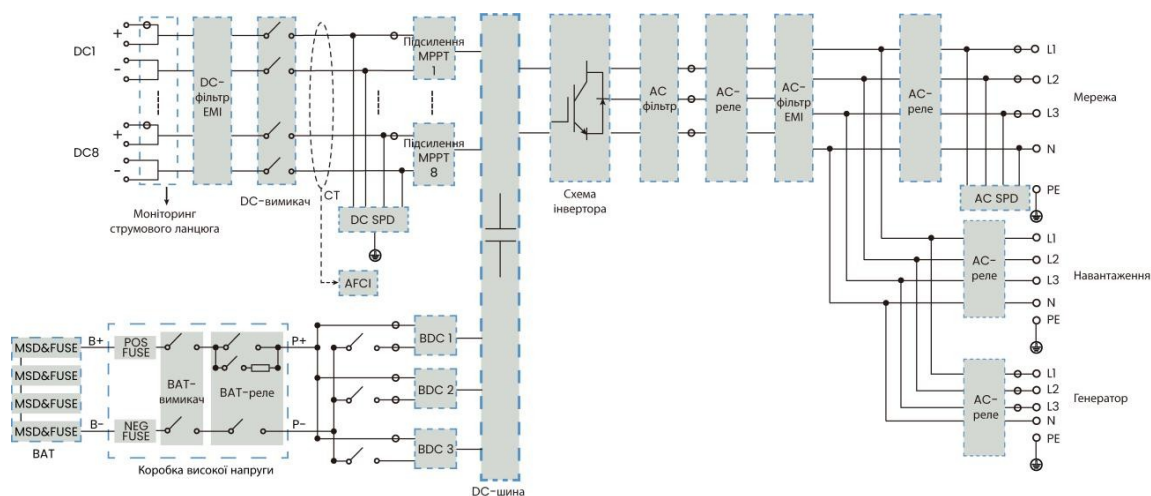 DC1
+
-
DC8
+
-
Моніторинг
струмового ланцюга
DC-
фільтр
EMI
DC-вимикач
CT
DC SPD
AFCI
Підсилення
MPPT
1
Підсилення
MPPT
8
Схема
інвертора
AC
фільтр
AC-
реле
AC-
фільтр
EMI
AC-
реле
AC SPD
L1
L2
L3
N
PE
Мережа
AC-
реле
L1
L2
L3
N
PE
Навантаження
AC-
реле
L1
L2
L3
N
PE
Генератор
MSD&FUSE
MSD&FUSE
MSD&FUSE
MSD&FUSE
BAT
B+
B-
POS
FUSE
NEG
FUSE
BAT-
вимикач
BAT-реле
P+
P-
Коробка високої напруги
BDC 1
BDC 2
BDC 3
DC-шина